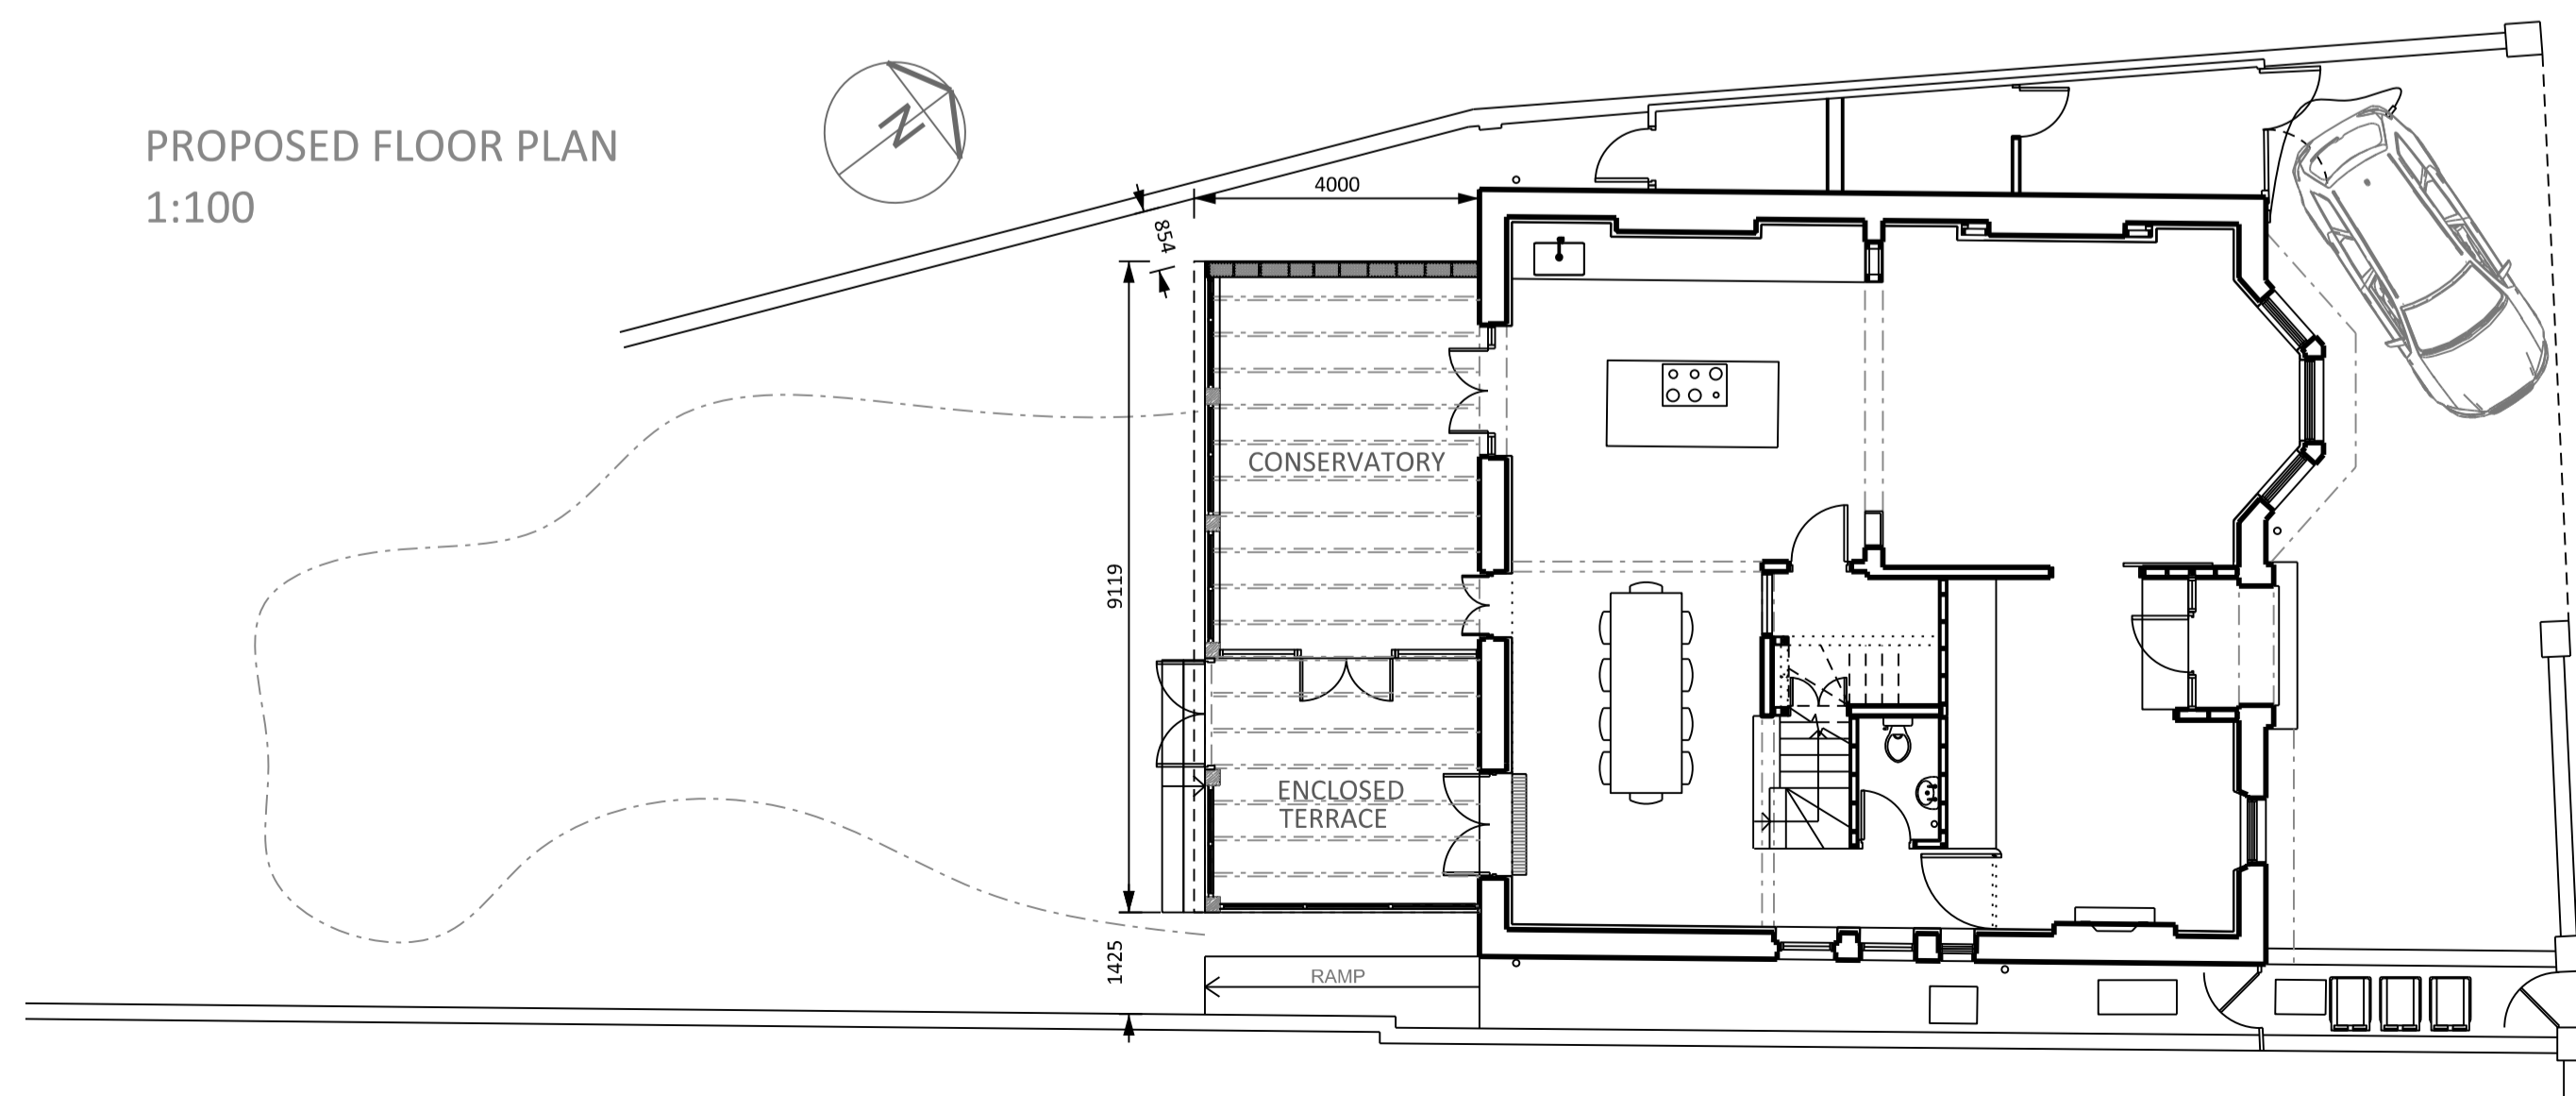 PROPOSED FLOOR PLAN
1:100
N
4000
854
9119
CONSERVATORY
ENCLOSED
TERRACE
1425
RAMP